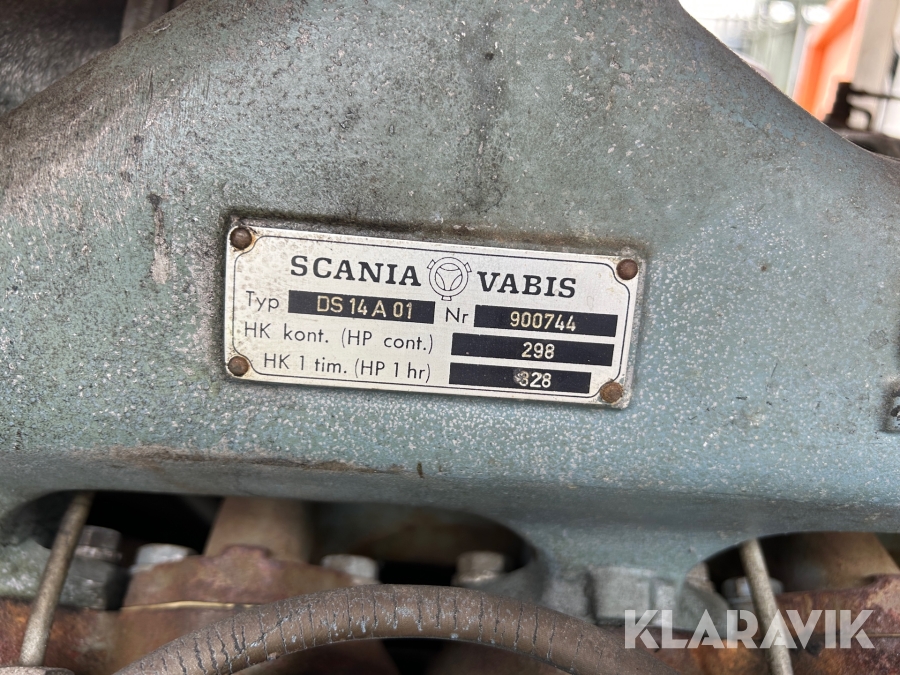 SCANIA VABIS
Typ DS 14 A 01 Nr 900744
HK kont. (HP cont.) 298
HK 1 tim. (HP 1 hr) 328
KLARAVIK